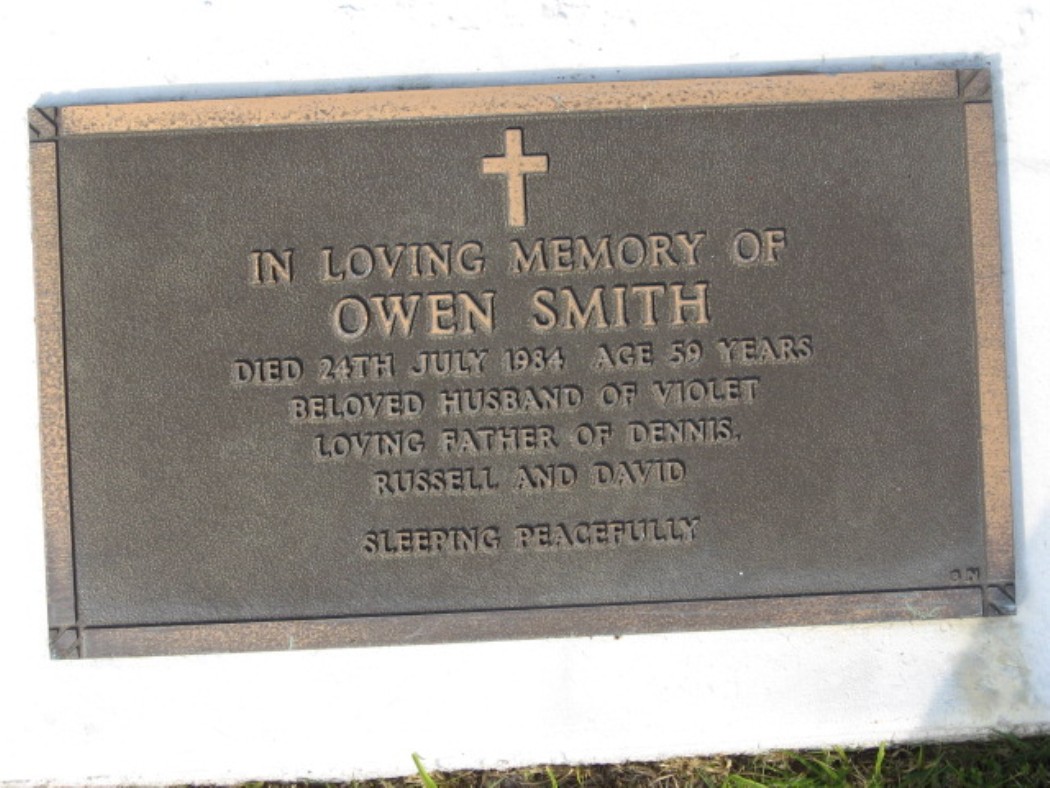 IN LOVING MEMORY OF
OWEN SMITH
DIED 24TH JULY 1984 AGE 59 YEARS
BELOVED HUSBAND OF VIOLET
LOVING FATHER OF DENNIS,
RUSSELL AND DAVID
SLEEPING PEACEFULLY